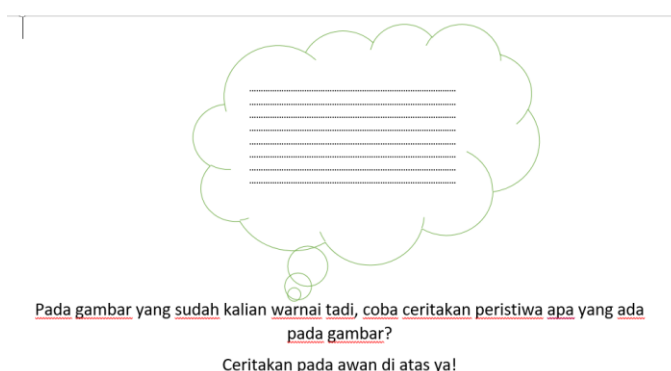 Pada gambar yang sudah kalian warnai tadi, coba ceritakan peristiwa apa yang ada
pada gambar?
Ceritakan pada awan di atas ya!